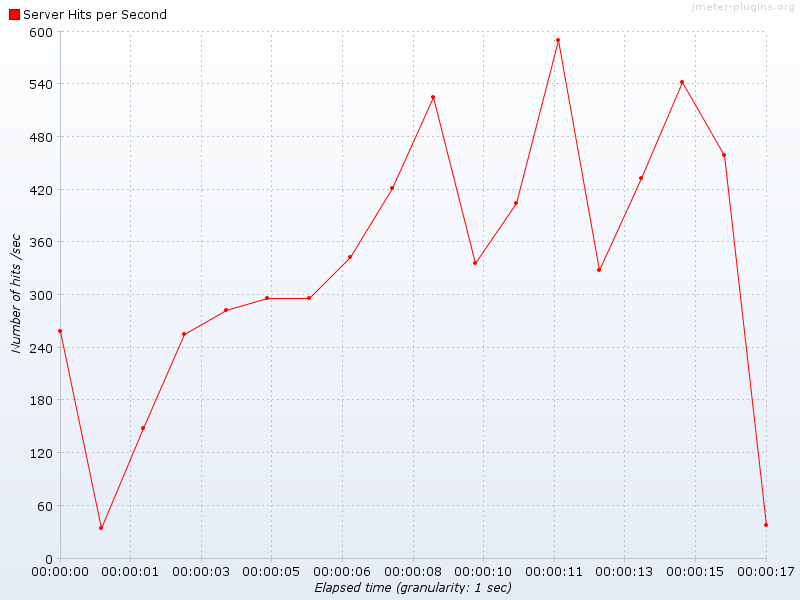 jmeter-plugins.org
Server Hits per Second
600
540
480
420
360
300
240
180
120
60
0
Number of hits /sec
00:00:00 00:00:01 00:00:03 00:00:05 00:00:06 00:00:08 00:00:10 00:00:11 00:00:13 00:00:15 00:00:17
Elapsed time (granularity: 1 sec)